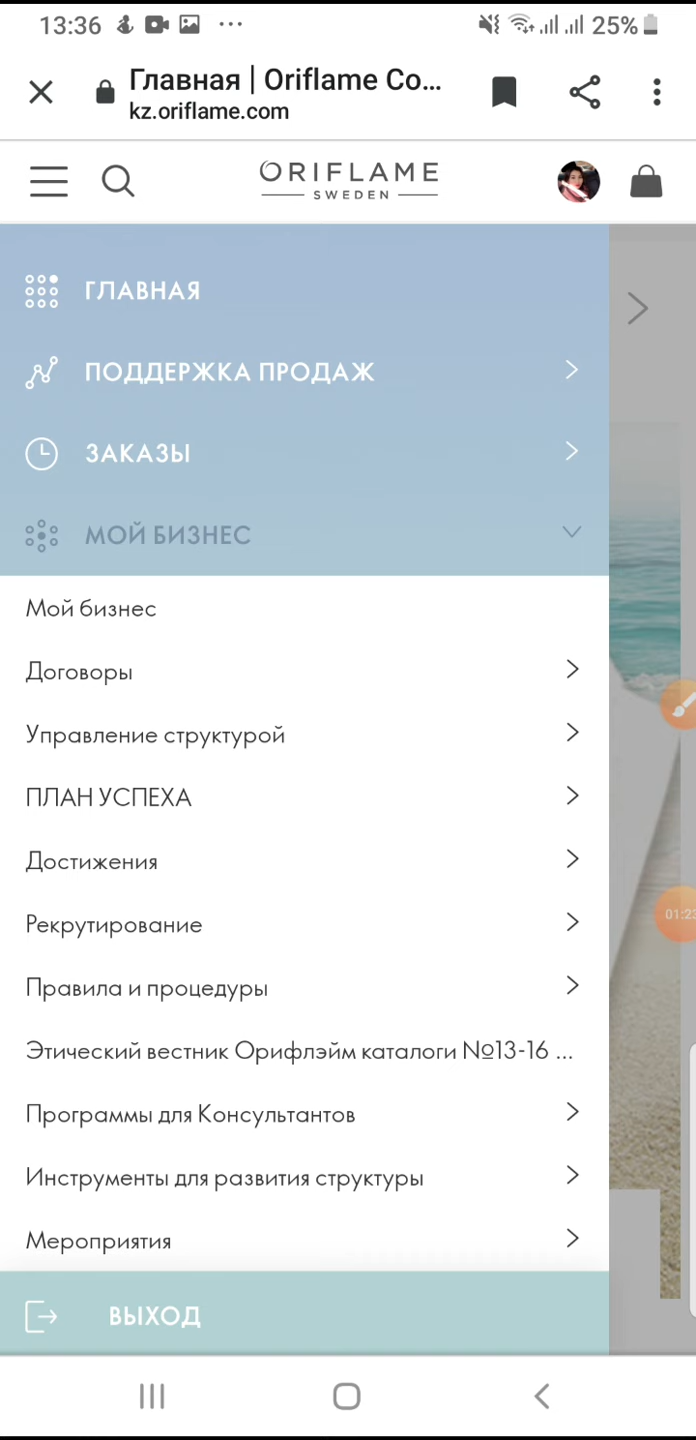 13:36
25%
Главная | Oriflame Co...
kz.oriflame.com
ORIFLAME
SWEDEN
ГЛАВНАЯ
ПОДДЕРЖКА ПРОДАЖ
ЗАКАЗЫ
МОЙ БИЗНЕС
Мой бизнес
Договоры
Управление структурой
ПЛАН УСПЕХА
Достижения
01:23
Рекрутирование
Правила и процедуры
Этический вестник Орифлэйм каталоги №13-16 ...
Программы для Консультантов
Инструменты для развития структуры
Мероприятия
ВЫХОД